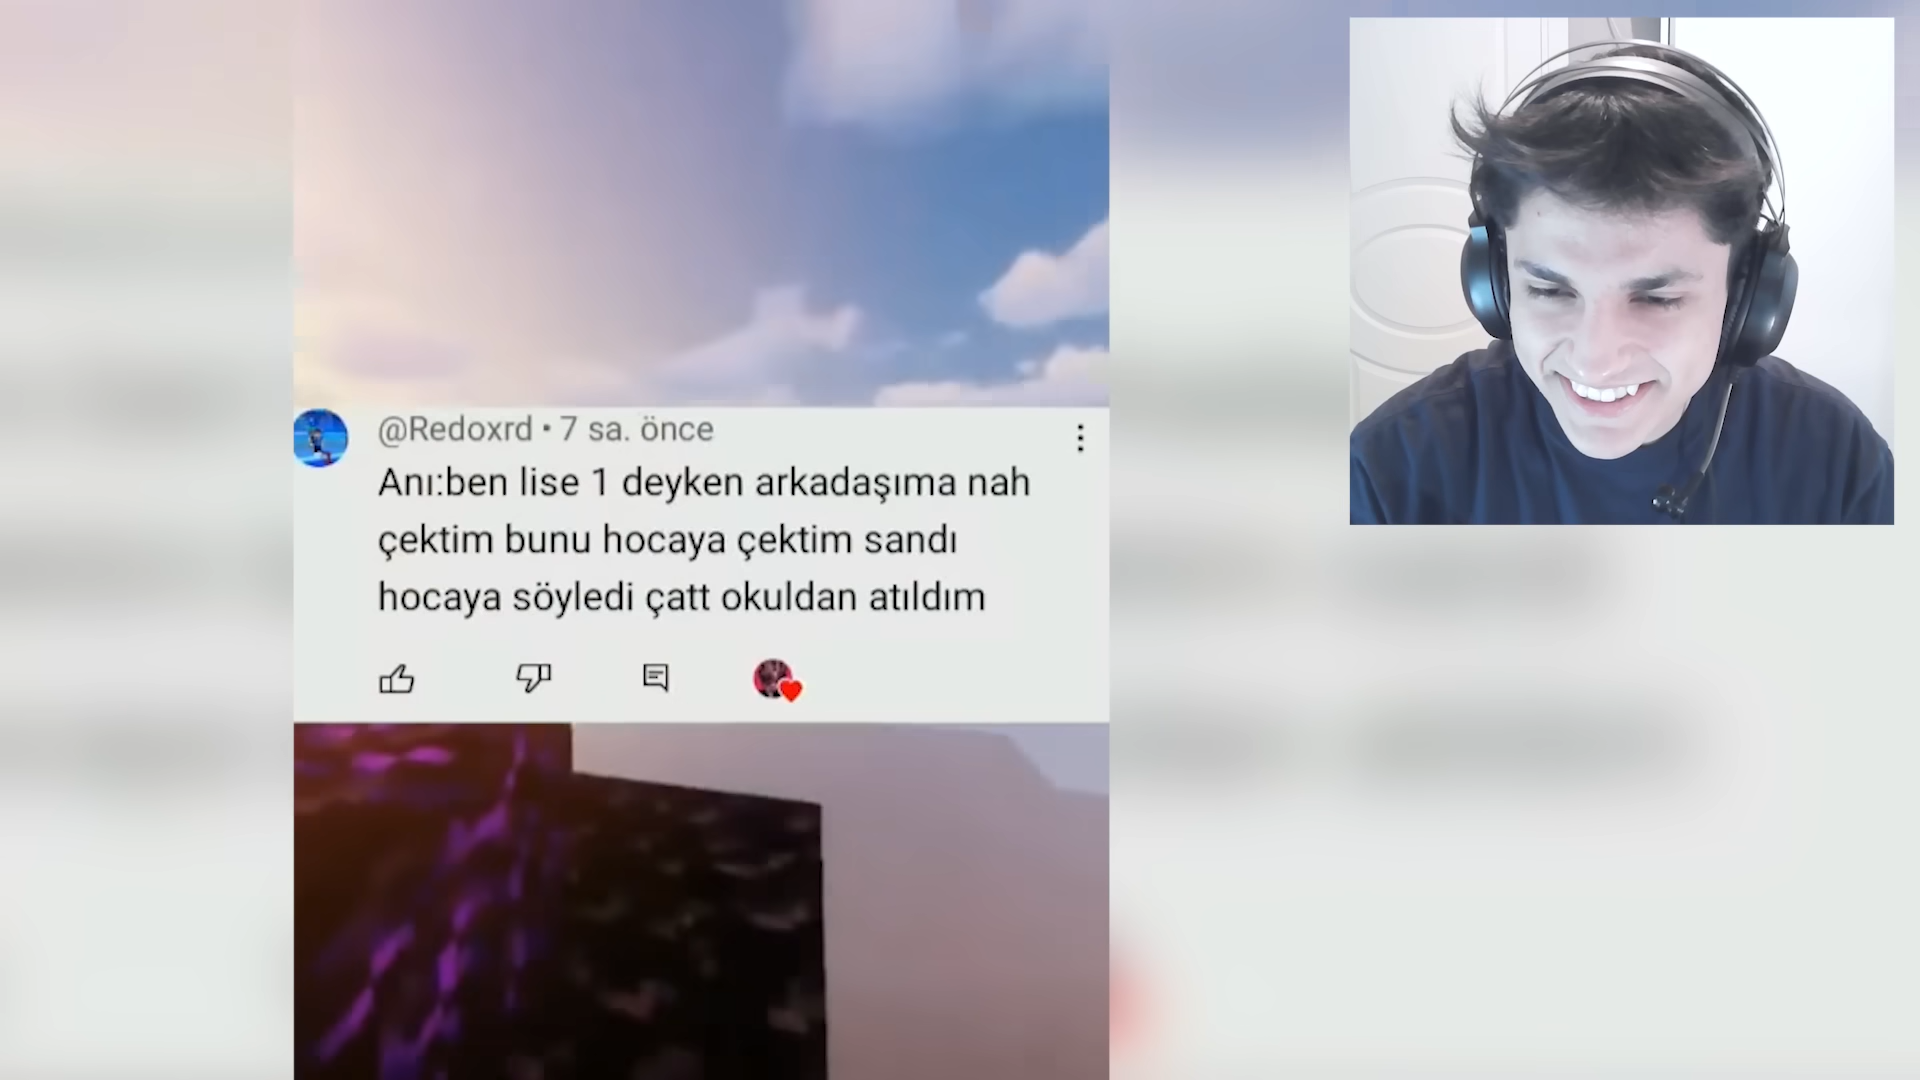 @Redoxrd • 7 sa. önce
Anı:ben lise 1 deyken arkadaşıma nah
çektim bunu hocaya çektim sandı
hocaya söyledi çatt okuldan atıldım